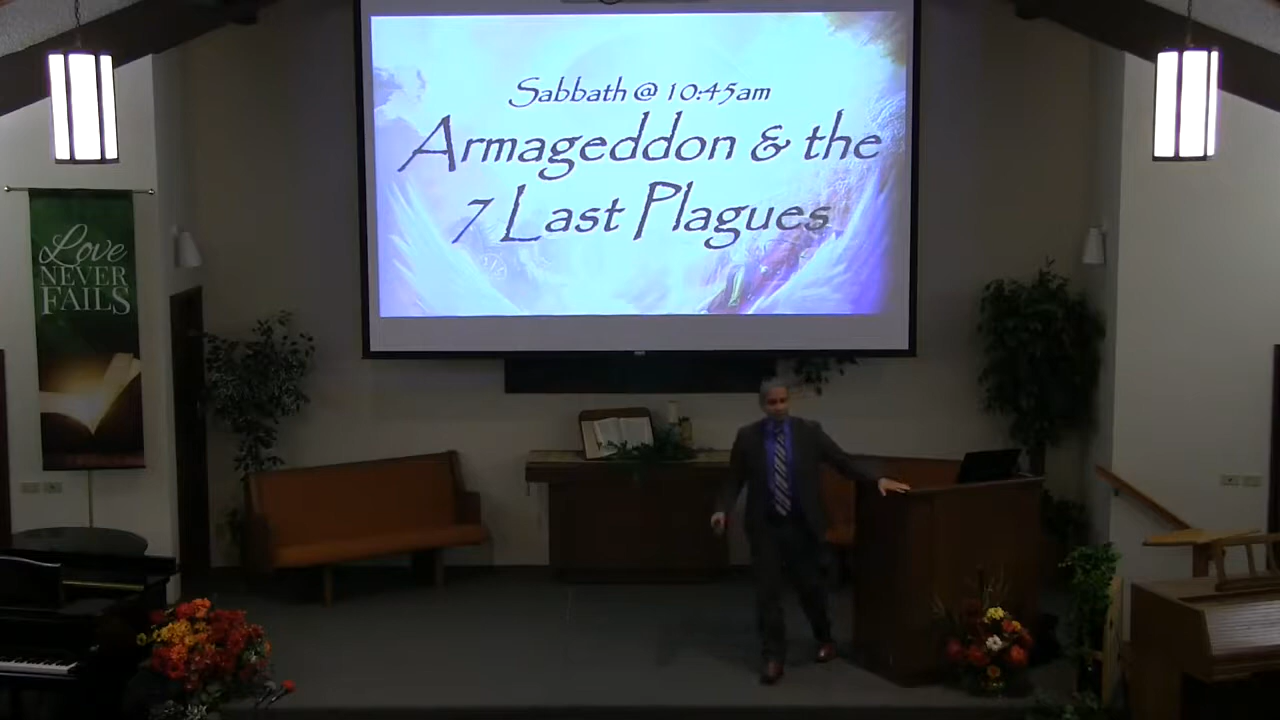 Sabbath @ 10:45am
Armageddon & the
7 Last Plagues
Love
NEVER
FAILS